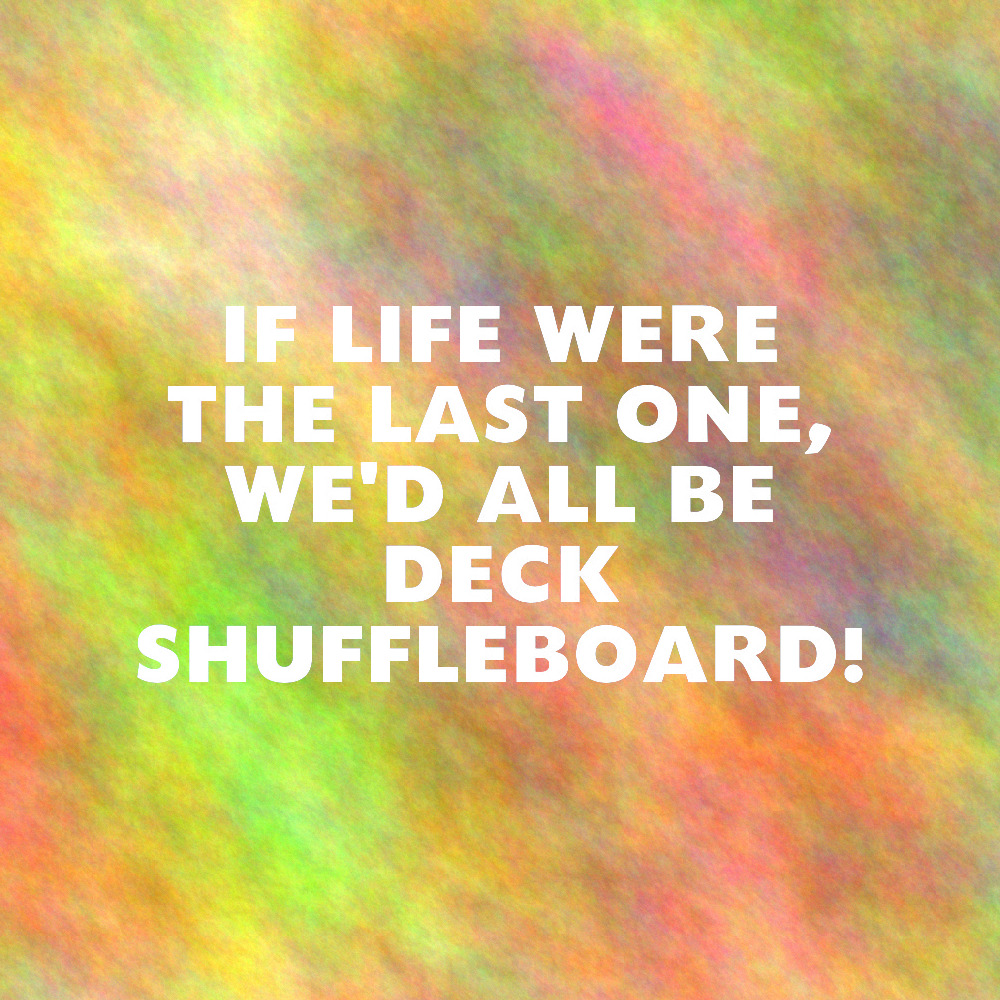 IF LIFE WERE
THE LAST ONE,
WE'D ALL BE
DECK
SHUFFLEBOARD!